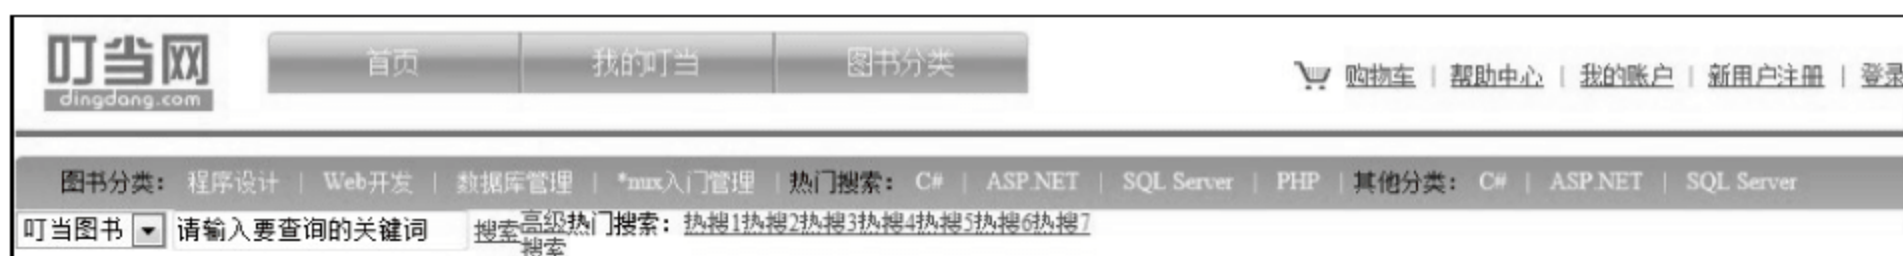 叮当网
dingdang.com
首页 我的叮当 图书分类
购物车 | 帮助中心 | 我的账户 | 新用户注册 | 登录
图书分类： 程序设计 | Web开发 | 数据库管理 | *nux入门管理 | 热门搜索： C# | ASP.NET | SQL Server | PHP | 其他分类： C# | ASP.NET | SQL Server
叮当图书 请输入要查询的关键词 搜索 高级搜索 热门搜索： 热搜1热搜2热搜3热搜4热搜5热搜6热搜7